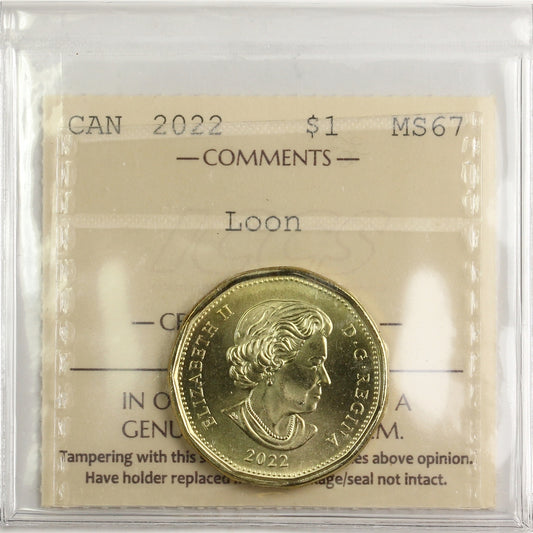 CAN 2022 $1 MS67
— COMMENTS —
Loon
ICCS
ELIZABETH II D·G·REGINA
2022
IN O A
GENU M.
Tampering with this s es above opinion.
Have holder replaced age/seal not intact.